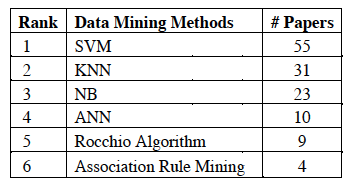 Rank Data Mining Methods # Papers
1 SVM 55
2 KNN 31
3 NB 23
4 ANN 10
5 Rocchio Algorithm 9
6 Association Rule Mining 4